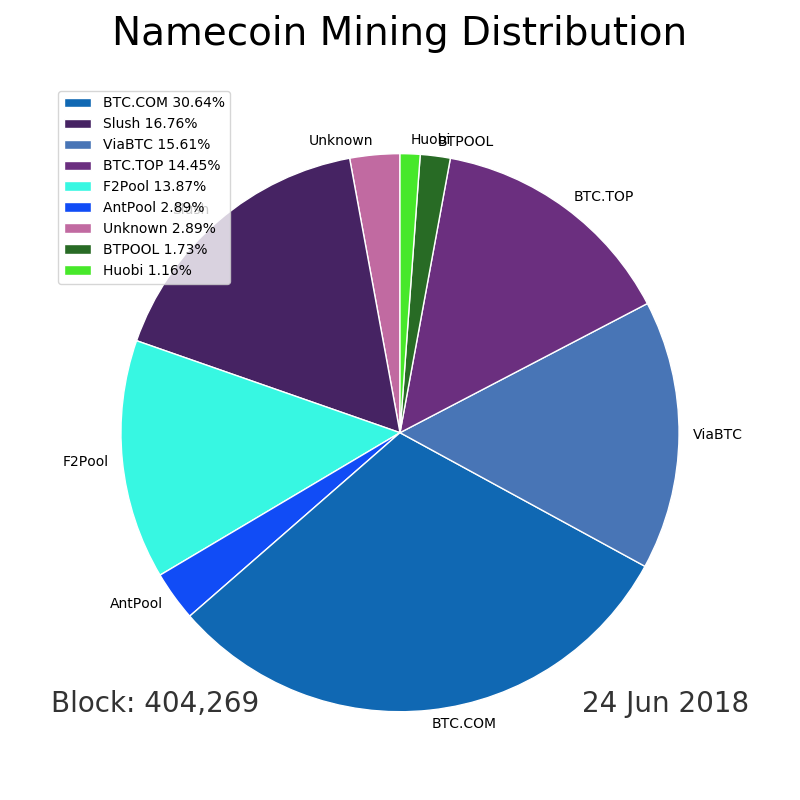 Namecoin Mining Distribution
BTC.COM 30.64%
Slush 16.76%
ViaBTC 15.61%
BTC.TOP 14.45%
F2Pool 13.87%
AntPool 2.89%
Unknown 2.89%
BTPOOL 1.73%
Huobi 1.16%
Unknown
Huobi
BTPOOL
BTC.TOP
Slush
ViaBTC
F2Pool
AntPool
BTC.COM
Block: 404,269
24 Jun 2018